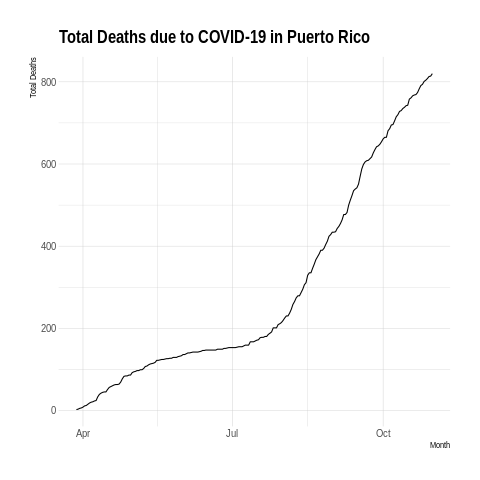 Total Deaths due to COVID-19 in Puerto Rico
Total Deaths
800
600
400
200
0
Apr
Jul
Oct
Month